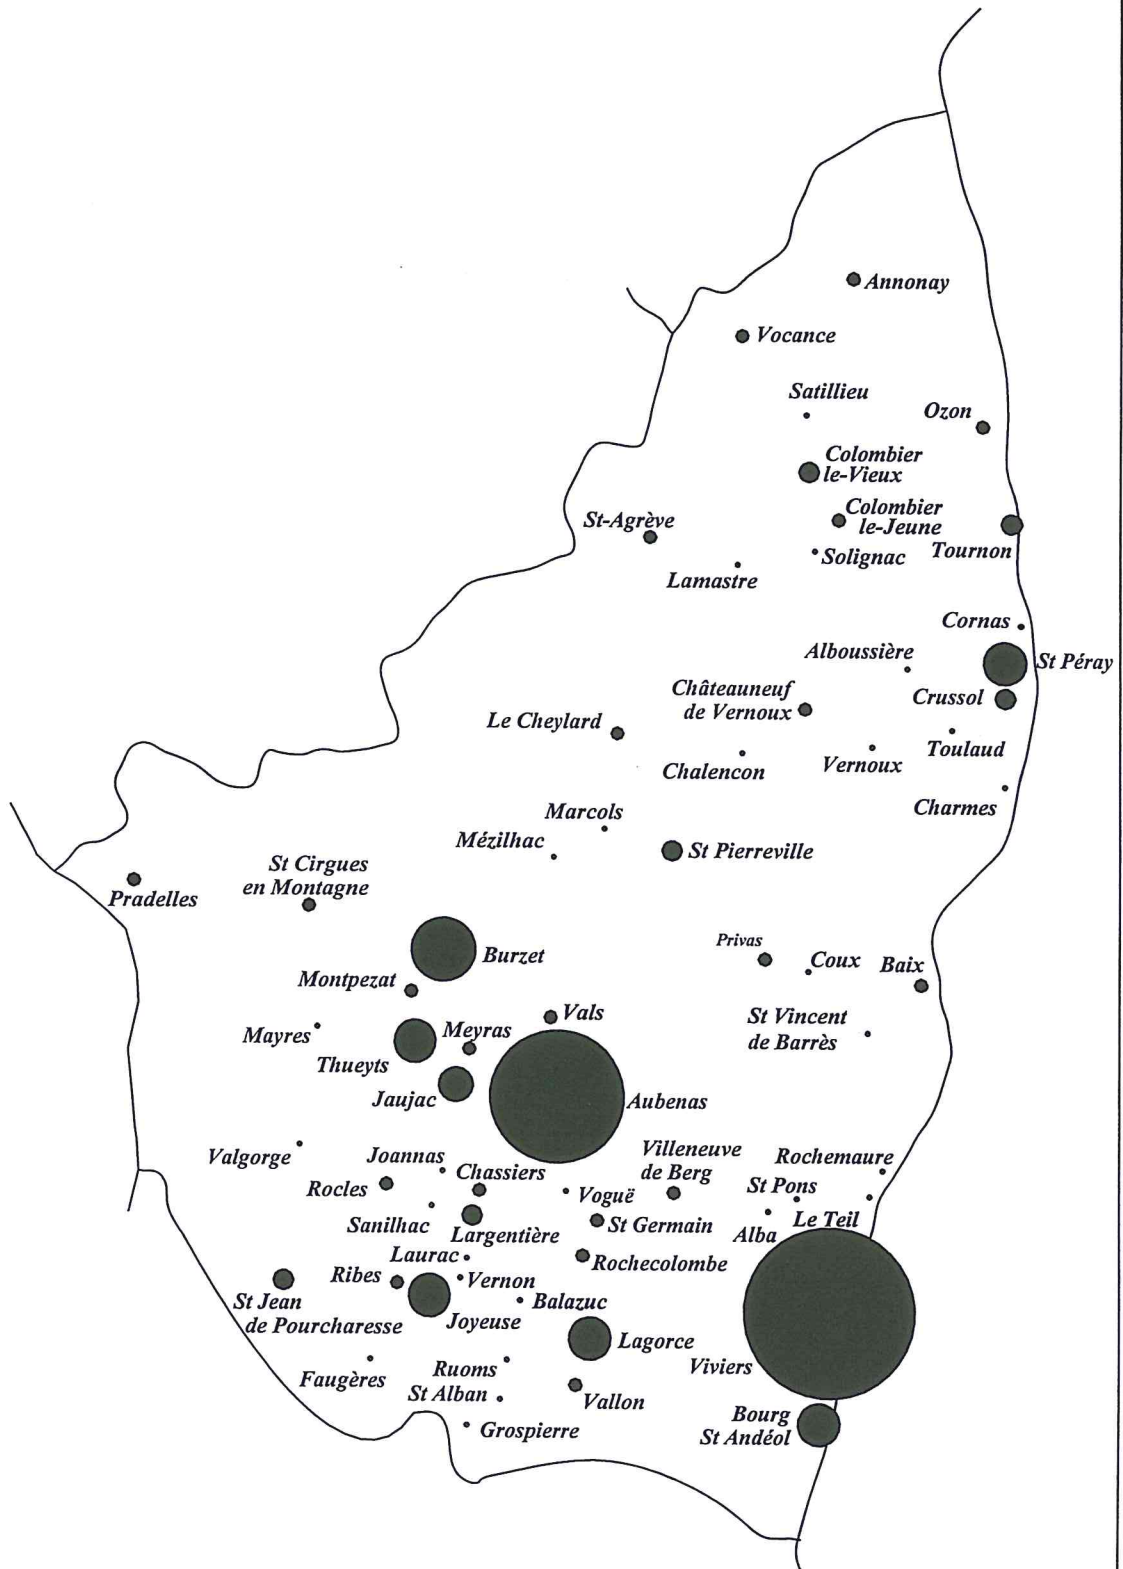 Annonay
Vocance
Satillieu
Ozon
Colombier
le-Vieux
Colombier
le-Jeune
St-Agrève
Solignac
Tournon
Lamastre
Cornas
Alboussière
St Péray
Châteauneuf
de Vernoux
Crussol
Le Cheylard
Toulaud
Chalencon
Vernoux
Charmes
Marcols
Mézilhac
St Pierreville
St Cirgues
en Montagne
Pradelles
Burzet
Privas
Coux
Baix
Montpezat
Vals
St Vincent
de Barrès
Mayres
Meyras
Thueyts
Jaujac
Aubenas
Valgorge
Joannas
Chassiers
Villeneuve
de Berg
Rochemaure
Rocles
Voguë
St Pons
Sanilhac
Largentière
St Germain
Alba
Le Teil
Laurac
Rochecolombe
Ribes
Vernon
St Jean
de Pourcharesse
Joyeuse
Balazuc
Lagorce
Viviers
Faugères
Ruoms
St Alban
Vallon
Grospierre
Bourg
St Andéol